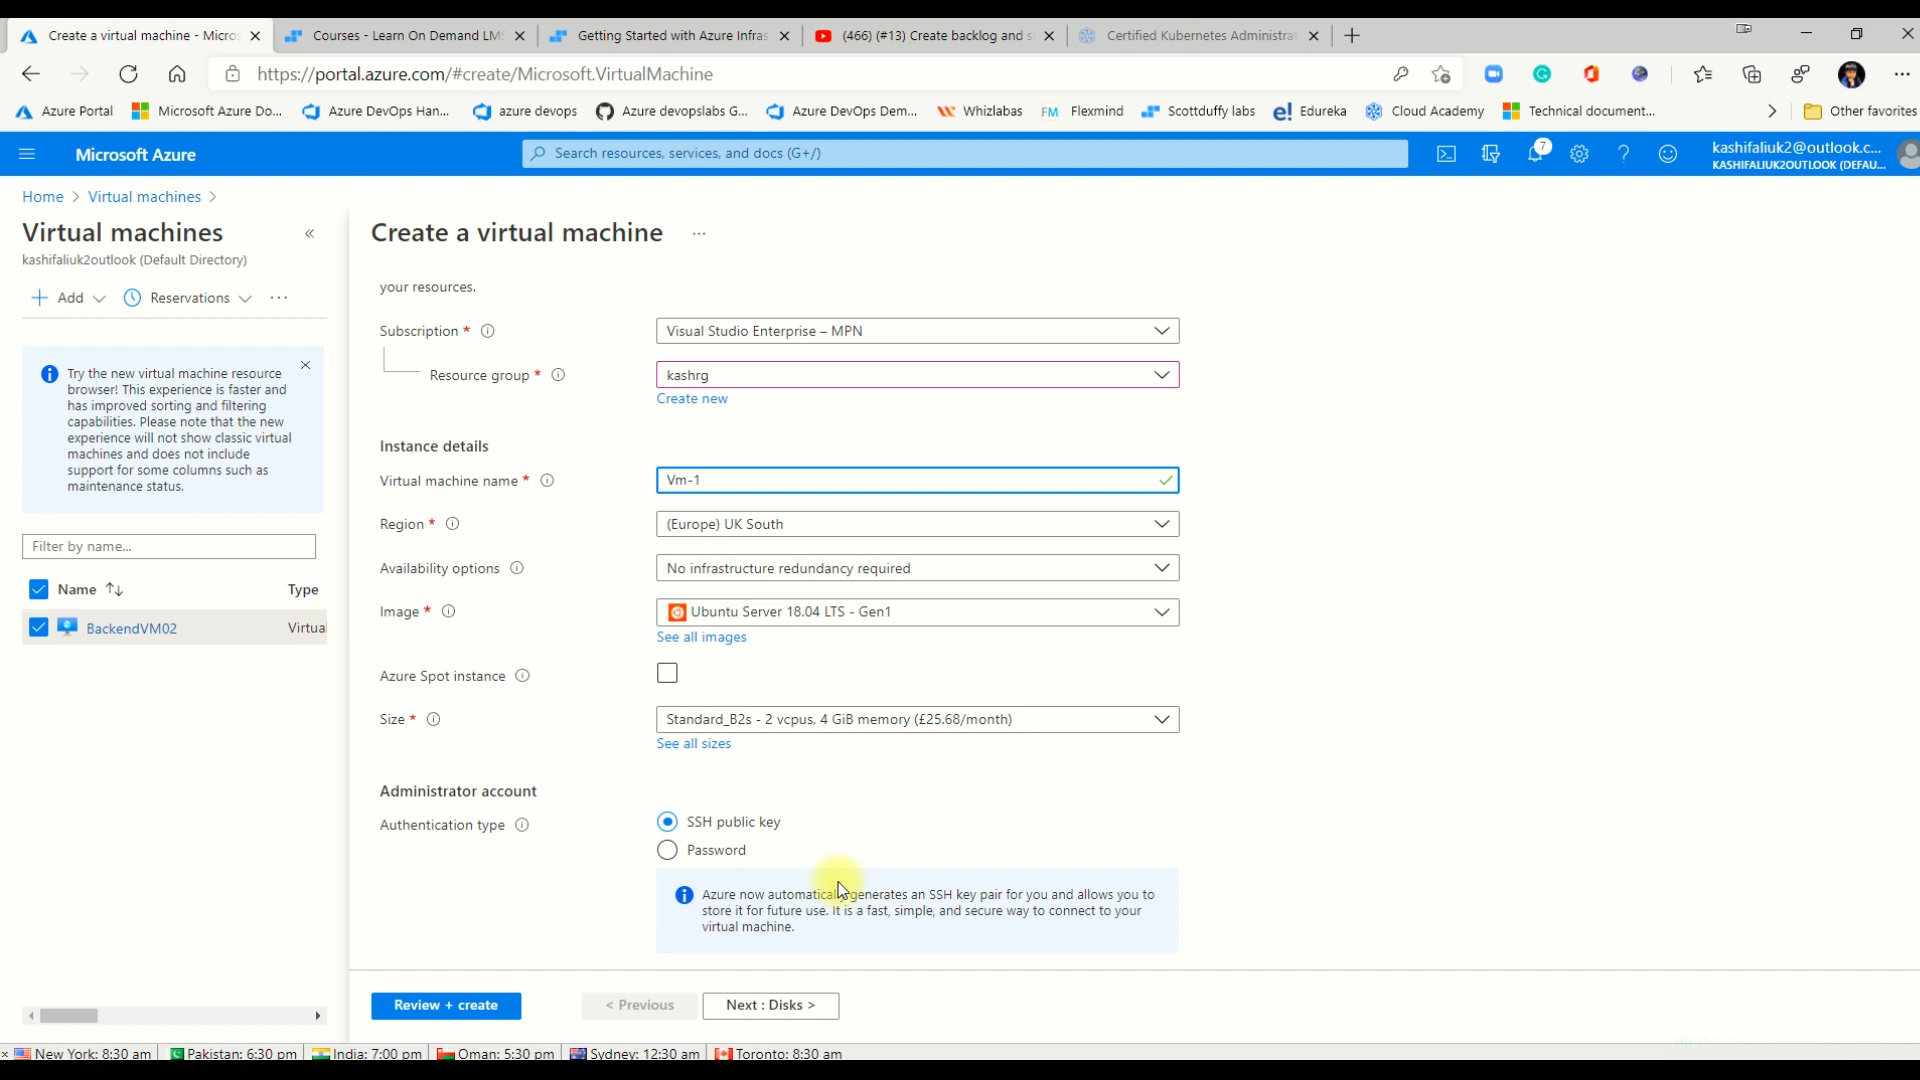 Create a virtual machine - Micros
Courses - Learn On Demand LMS
Getting Started with Azure Infras
(466) (#13) Create backlog and s
Certified Kubernetes Administrat
https://portal.azure.com/#create/Microsoft.VirtualMachine
Azure Portal
Microsoft Azure Do...
Azure DevOps Han...
azure devops
Azure devopslabs G...
Azure DevOps Dem...
Whizlabs
FM Flexmind
Scottduffy labs
e! Edureka
Cloud Academy
Technical document...
Other favorites
Microsoft Azure
Search resources, services, and docs (G+/)
7
kashifaliuk2@outlook.c...
KASHIFALIUK2OUTLOOK (DEFAU...
Home > Virtual machines >
Virtual machines
kashifaliuk2outlook (Default Directory)
Add
Reservations
...
Try the new virtual machine resource
browser! This experience is faster and
has improved sorting and filtering
capabilities. Please note that the new
experience will not show classic virtual
machines and does not include
support for some columns such as
maintenance status.
Filter by name...
Name
Type
BackendVM02
Virtua
Create a virtual machine ...
your resources.
Subscription *
Visual Studio Enterprise – MPN
Resource group *
kashrg
Create new
Instance details
Virtual machine name *
Vm-1
Region *
(Europe) UK South
Availability options
No infrastructure redundancy required
Image *
Ubuntu Server 18.04 LTS - Gen1
See all images
Azure Spot instance
Size *
Standard_B2s - 2 vcpus, 4 GiB memory (£25.68/month)
See all sizes
Administrator account
Authentication type
SSH public key
Password
Azure now automatically generates an SSH key pair for you and allows you to
store it for future use. It is a fast, simple, and secure way to connect to your
virtual machine.
Review + create
< Previous
Next : Disks >
New York: 8:30 am
Pakistan: 6:30 pm
India: 7:00 pm
Oman: 5:30 pm
Sydney: 12:30 am
Toronto: 8:30 am